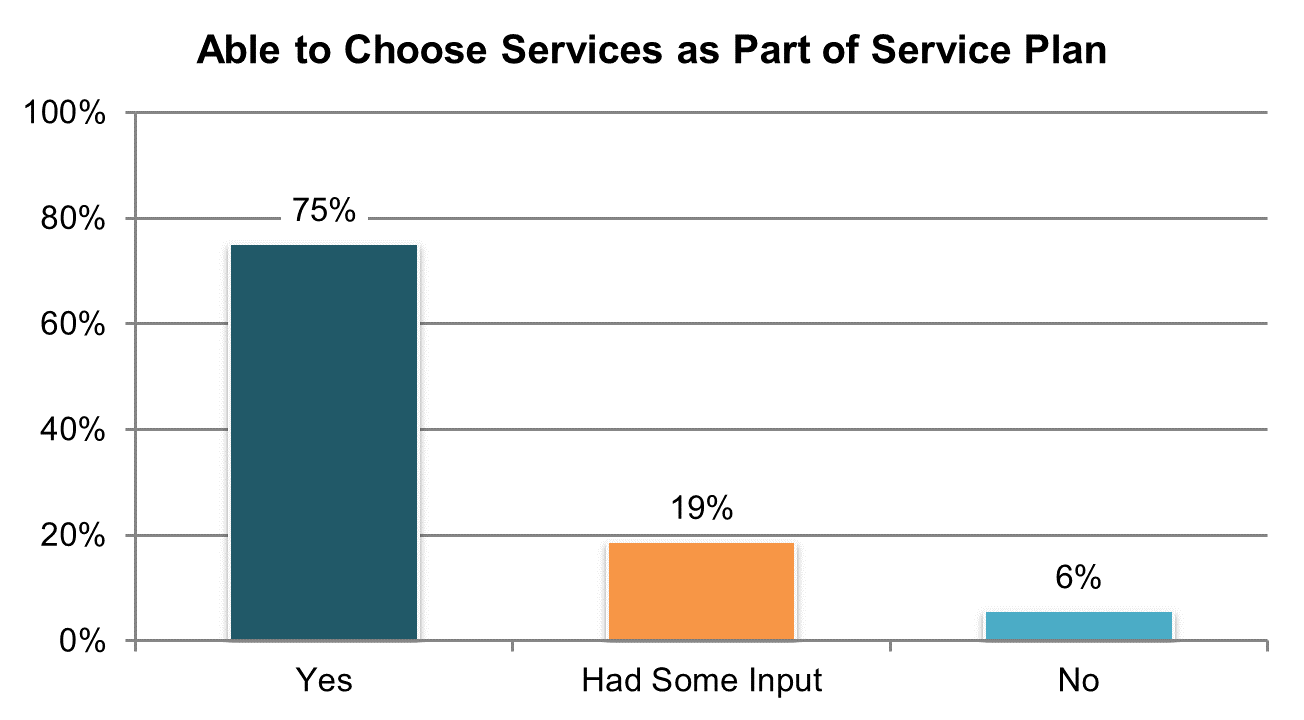 Able to Choose Services as Part of Service Plan
100%
80%
60%
40%
20%
0%
75%
19%
6%
Yes
Had Some Input
No